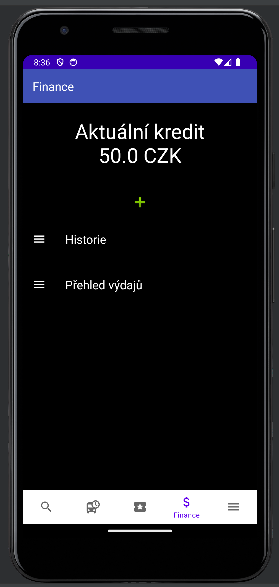 8:36
Finance
Aktuální kredit
50.0 CZK
+
Historie
Přehled výdajů
$
Finance